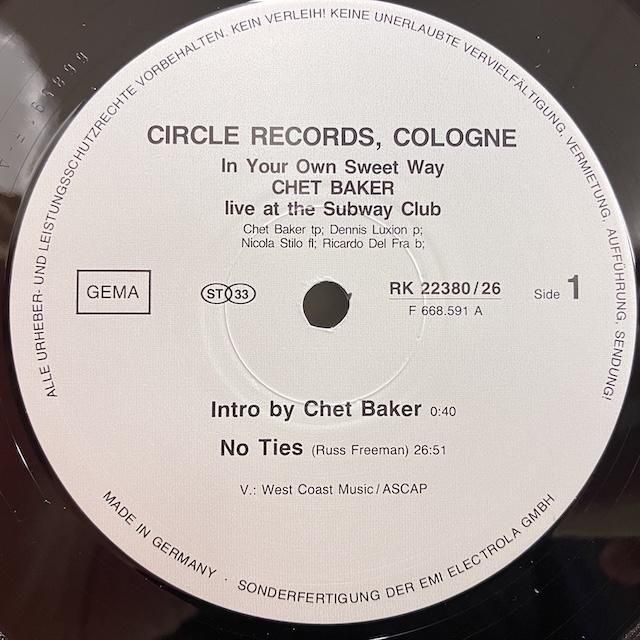 ALLE URHEBER- UND LEISTUNGSSCHUTZRECHTE VORBEHALTEN. KEIN VERLEIH! KEINE UNERLAUBTE VERVIELFÄLTIGUNG, VERMIETUNG, AUFFÜHRUNG, SENDUNG!
CIRCLE RECORDS, COLOGNE
In Your Own Sweet Way
CHET BAKER
live at the Subway Club
Chet Baker tp; Dennis Luxion p;
Nicola Stilo fl; Ricardo Del Fra b;
GEMA
ST 33
RK 22380/26
F 668.591 A
Side 1
Intro by Chet Baker 0:40
No Ties (Russ Freeman) 26:51
V.: West Coast Music/ASCAP
MADE IN GERMANY · SONDERFERTIGUNG DER EMI ELECTROLA GMBH